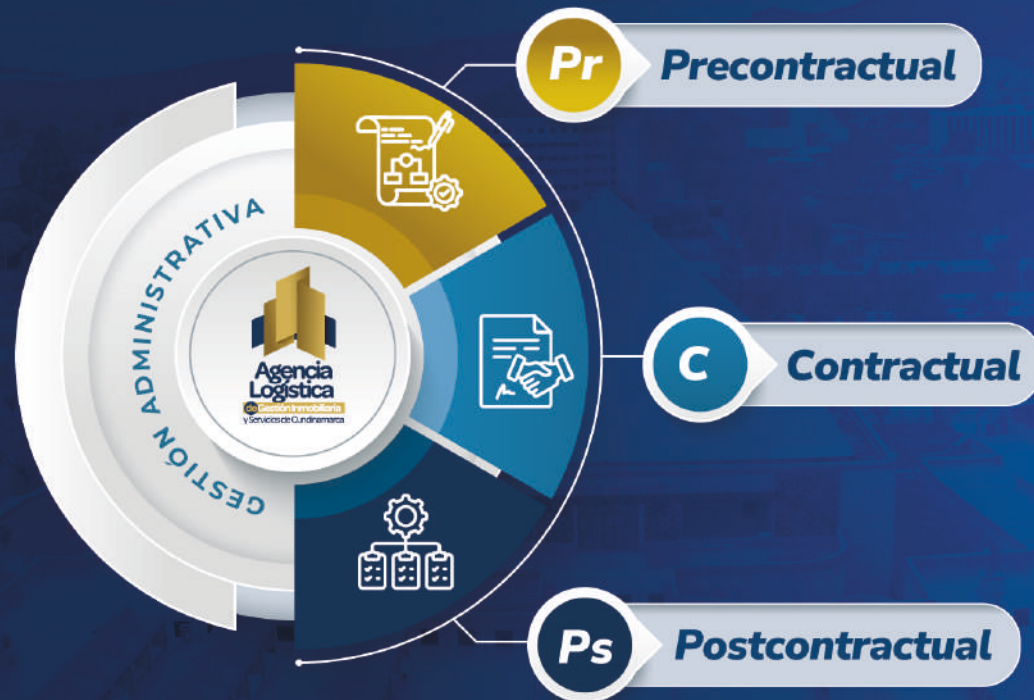 Pr Precontractual
GESTIÓN ADMINISTRATIVA
Agencia
Logística
de Gestión Inmobiliaria
y Servicios de Cundinamarca
C Contractual
Ps Postcontractual